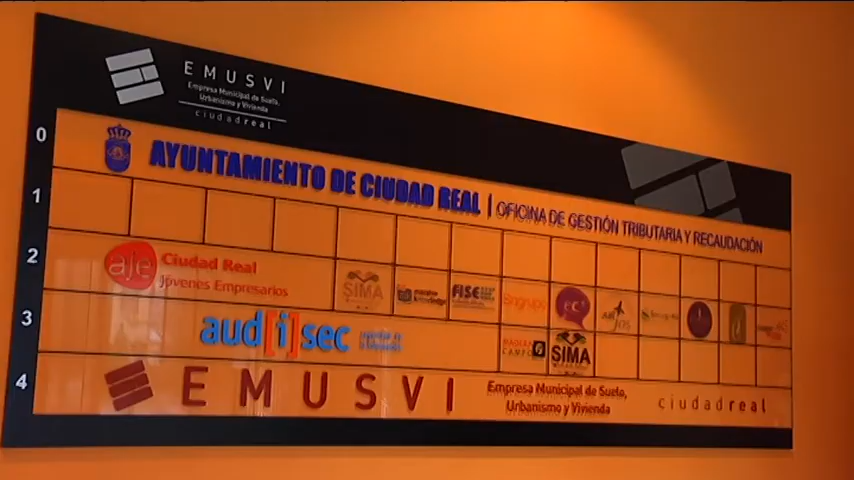 EMUSVI
Empresa Municipal de Suelo,
Urbanismo y Vivienda
ciudadreal
0
AYUNTAMIENTO DE CIUDAD REAL | OFICINA DE GESTIÓN TRIBUTARIA Y RECAUDACIÓN
1
2
aje Ciudad Real
Jóvenes Empresarios
SIMA
FISE
3
aud[i]sec
SIMA
4
EMUSVI
Empresa Municipal de Suelo,
Urbanismo y Vivienda
ciudadreal